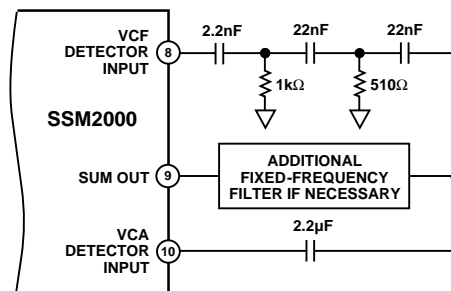 VCF
DETECTOR
INPUT
8
2.2nF
22nF
22nF
1kΩ
510Ω
SSM2000
SUM OUT
9
ADDITIONAL
FIXED-FREQUENCY
FILTER IF NECESSARY
VCA
DETECTOR
INPUT
10
2.2μF